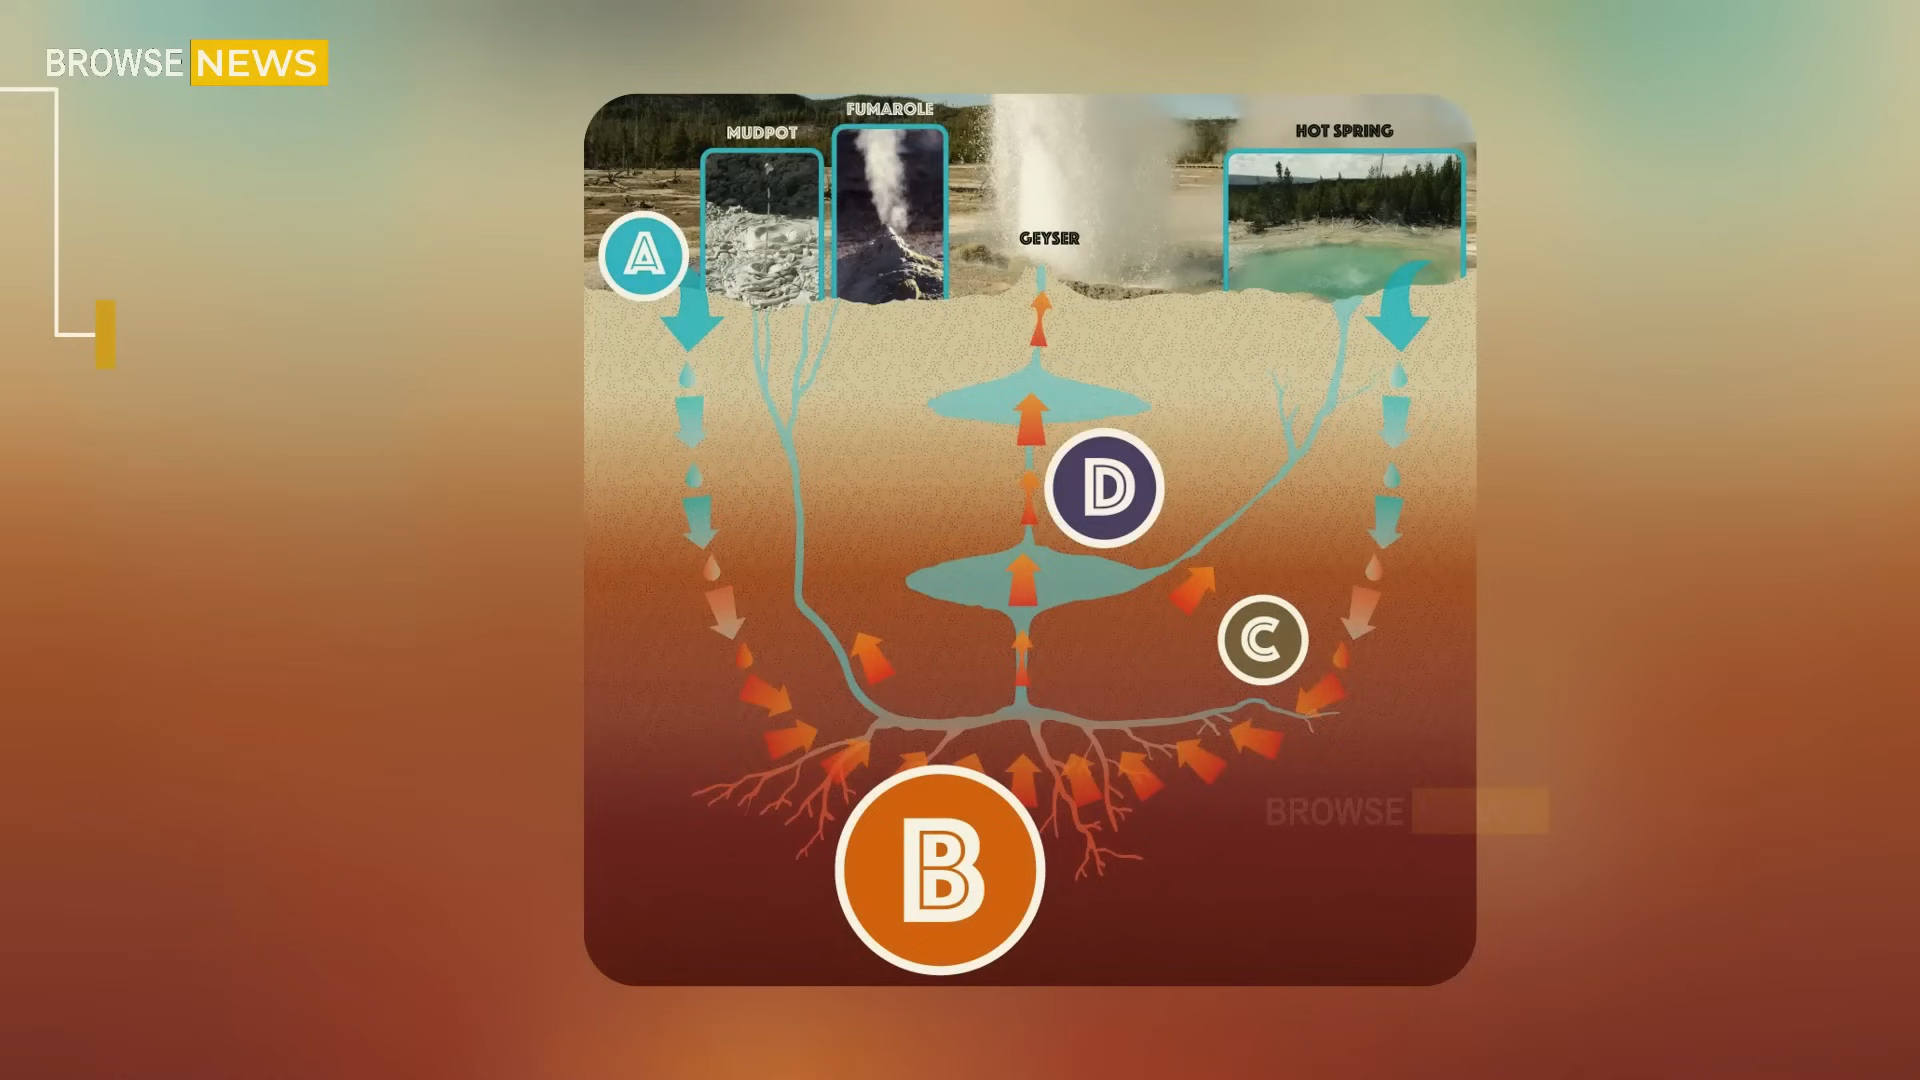 BROWSE NEWS
FUMAROLE
MUDPOT
HOT SPRING
GEYSER
A
D
C
B
BROWSE